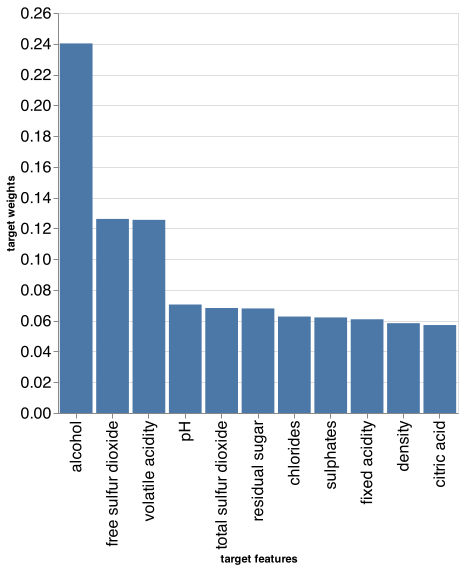 0.26
0.24
0.22
0.20
0.18
0.16
0.14
0.12
0.10
0.08
0.06
0.04
0.02
0.00
target weights
alcohol
free sulfur dioxide
volatile acidity
pH
total sulfur dioxide
residual sugar
chlorides
sulphates
fixed acidity
density
citric acid
target features